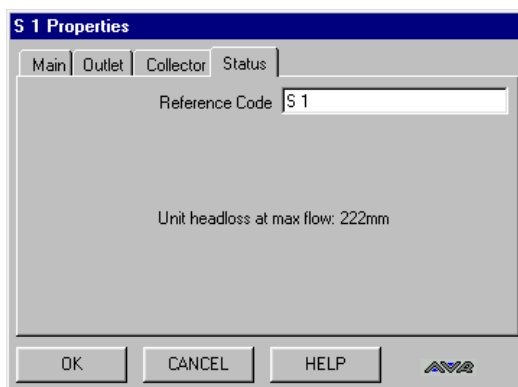 S 1 Properties
Main Outlet Collector Status
Reference Code S 1
Unit headloss at max flow: 222mm
OK CANCEL HELP AVR